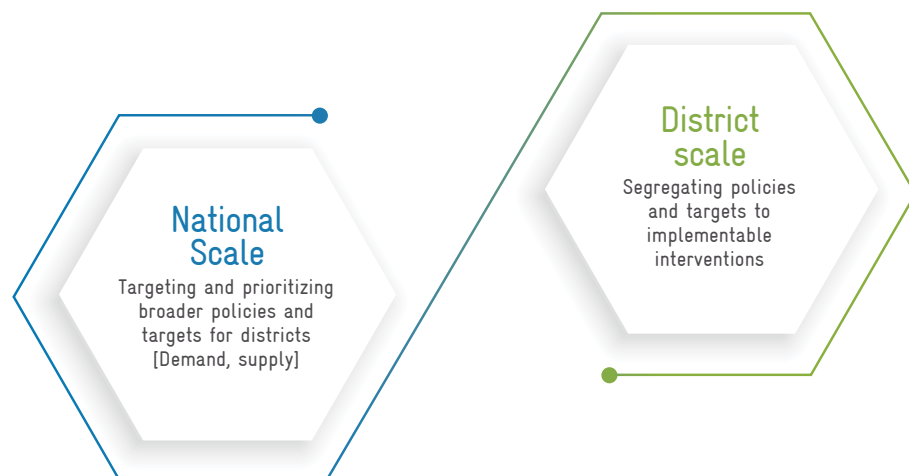 National
Scale
Targeting and prioritizing
broader policies and
targets for districts
[Demand, supply]
District
scale
Segregating policies
and targets to
implementable
interventions